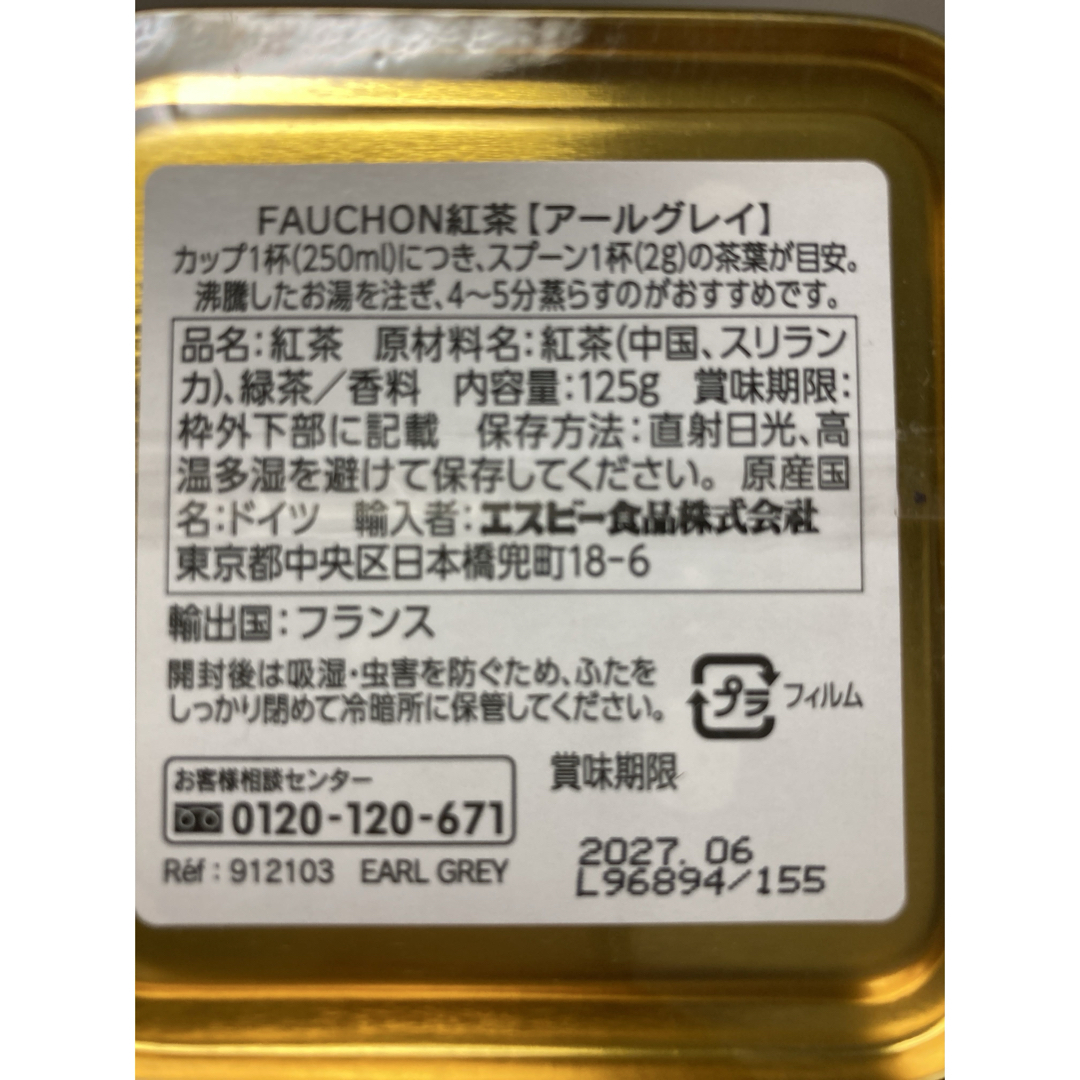 FAUCHON紅茶【アールグレイ】
カップ1杯(250ml)につき、スプーン1杯(2g)の茶葉が目安。
沸騰したお湯を注ぎ、4〜5分蒸らすのがおすすめです。
品名:紅茶 原材料名:紅茶(中国、スリラン
カ)、緑茶/香料 内容量:125g 賞味期限:
枠外下部に記載 保存方法:直射日光、高
温多湿を避けて保存してください。 原産国
名:ドイツ 輸入者:エスビー食品株式会社
東京都中央区日本橋兜町18-6
輸出国:フランス
開封後は吸湿・虫害を防ぐため、ふたを
しっかり閉めて冷暗所に保管してください。
プラ フィルム
お客様相談センター
0120-120-671
Réf : 912103 EARL GREY
賞味期限
2027. 06
L96894/155